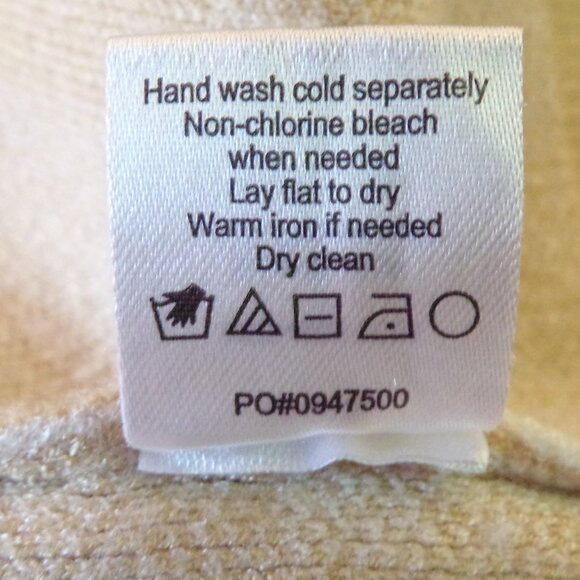 Hand wash cold separately
Non-chlorine bleach
when needed
Lay flat to dry
Warm iron if needed
Dry clean
PO#0947500